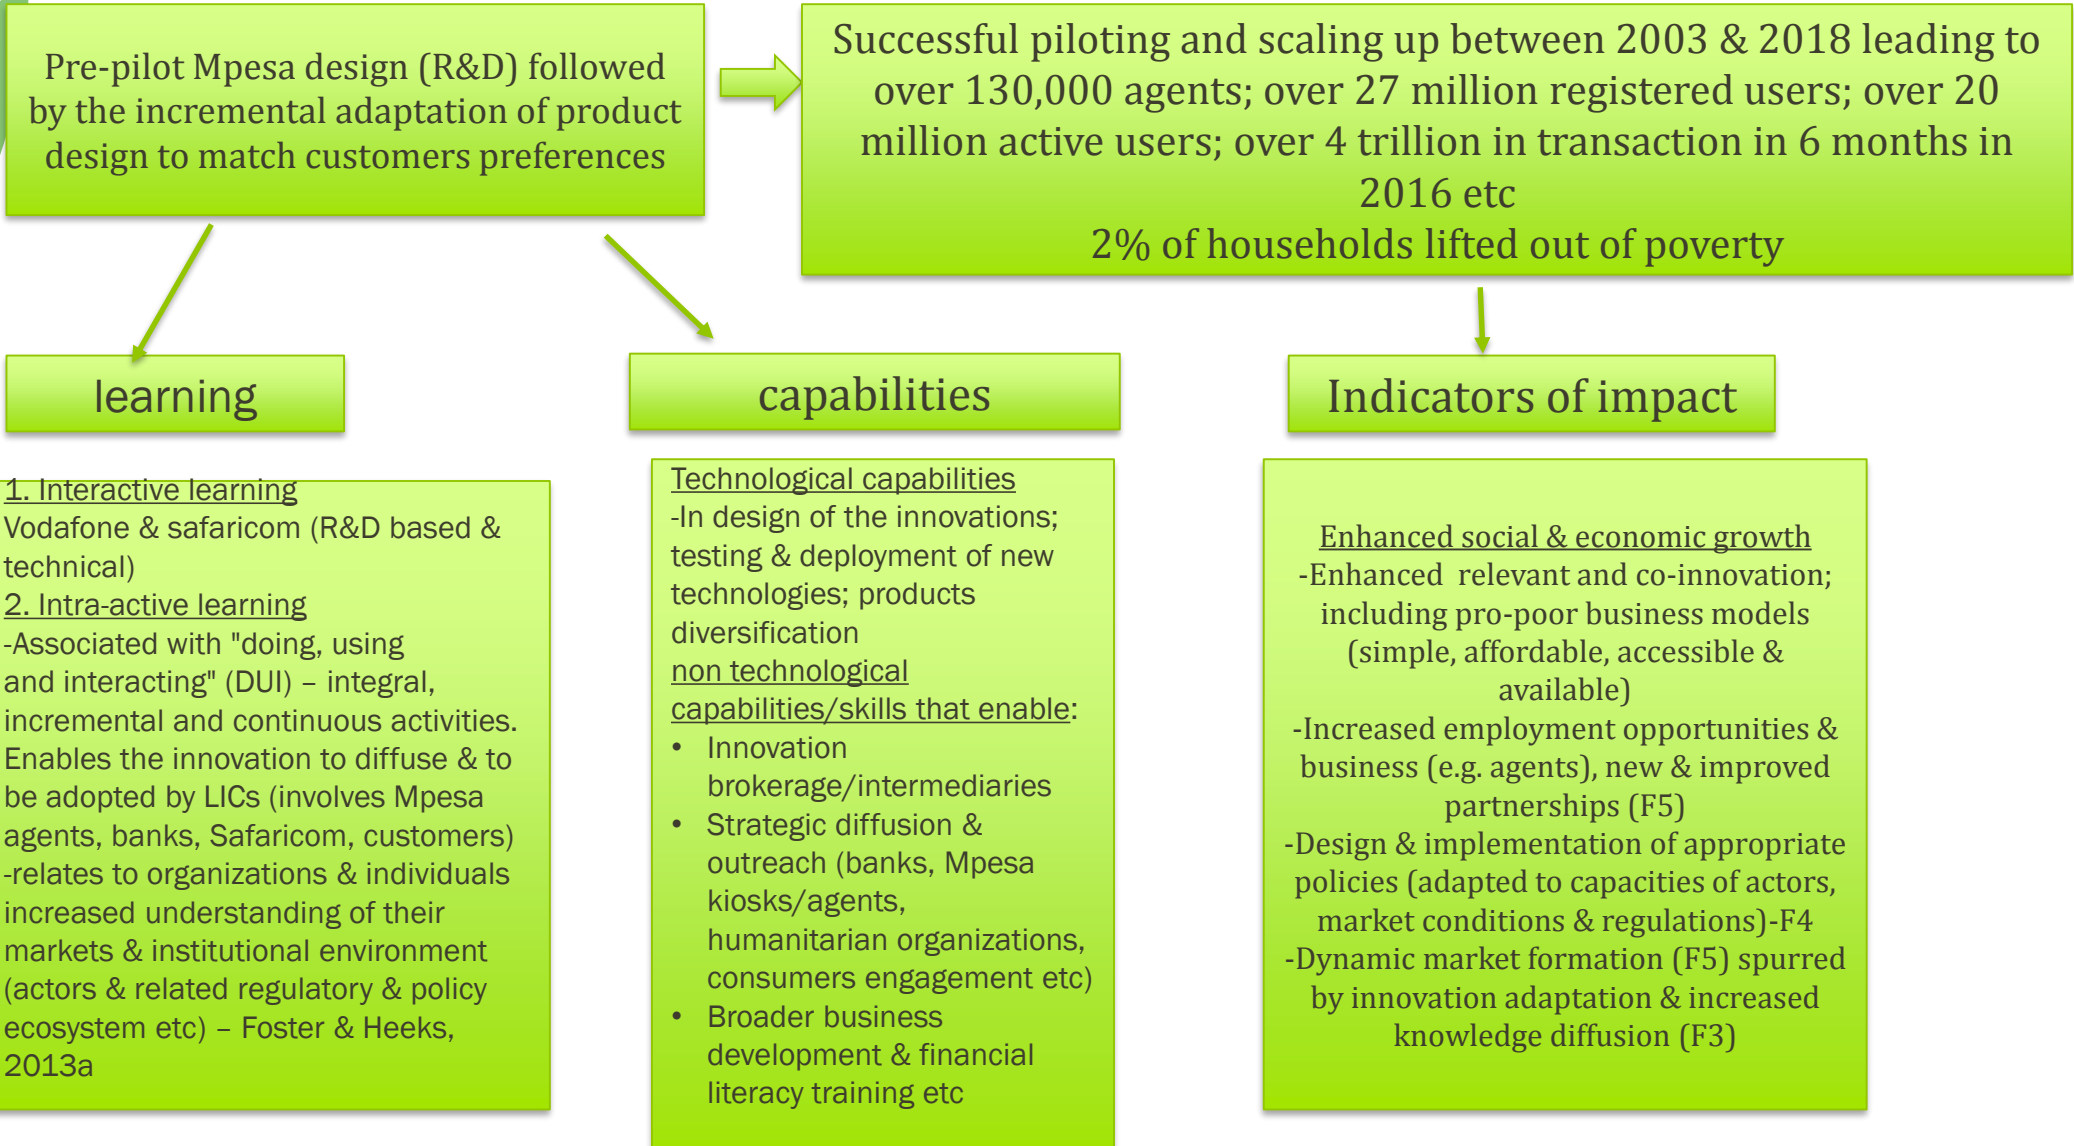 Pre-pilot Mpesa design (R&D) followed
by the incremental adaptation of product
design to match customers preferences
Successful piloting and scaling up between 2003 & 2018 leading to
over 130,000 agents; over 27 million registered users; over 20
million active users; over 4 trillion in transaction in 6 months in
2016 etc
2% of households lifted out of poverty
learning
1. Interactive learning
Vodafone & safaricom (R&D based &
technical)
2. Intra-active learning
-Associated with "doing, using
and interacting" (DUI) – integral,
incremental and continuous activities.
Enables the innovation to diffuse & to
be adopted by LICs (involves Mpesa
agents, banks, Safaricom, customers)
-relates to organizations & individuals
increased understanding of their
markets & institutional environment
(actors & related regulatory & policy
ecosystem etc) – Foster & Heeks,
2013a
capabilities
Technological capabilities
-In design of the innovations;
testing & deployment of new
technologies; products
diversification
non technological
capabilities/skills that enable:
• Innovation
brokerage/intermediaries
• Strategic diffusion &
outreach (banks, Mpesa
kiosks/agents,
humanitarian organizations,
consumers engagement etc)
• Broader business
development & financial
literacy training etc
Indicators of impact
Enhanced social & economic growth
-Enhanced relevant and co-innovation;
including pro-poor business models
(simple, affordable, accessible &
available)
-Increased employment opportunities &
business (e.g. agents), new & improved
partnerships (F5)
-Design & implementation of appropriate
policies (adapted to capacities of actors,
market conditions & regulations)-F4
-Dynamic market formation (F5) spurred
by innovation adaptation & increased
knowledge diffusion (F3)